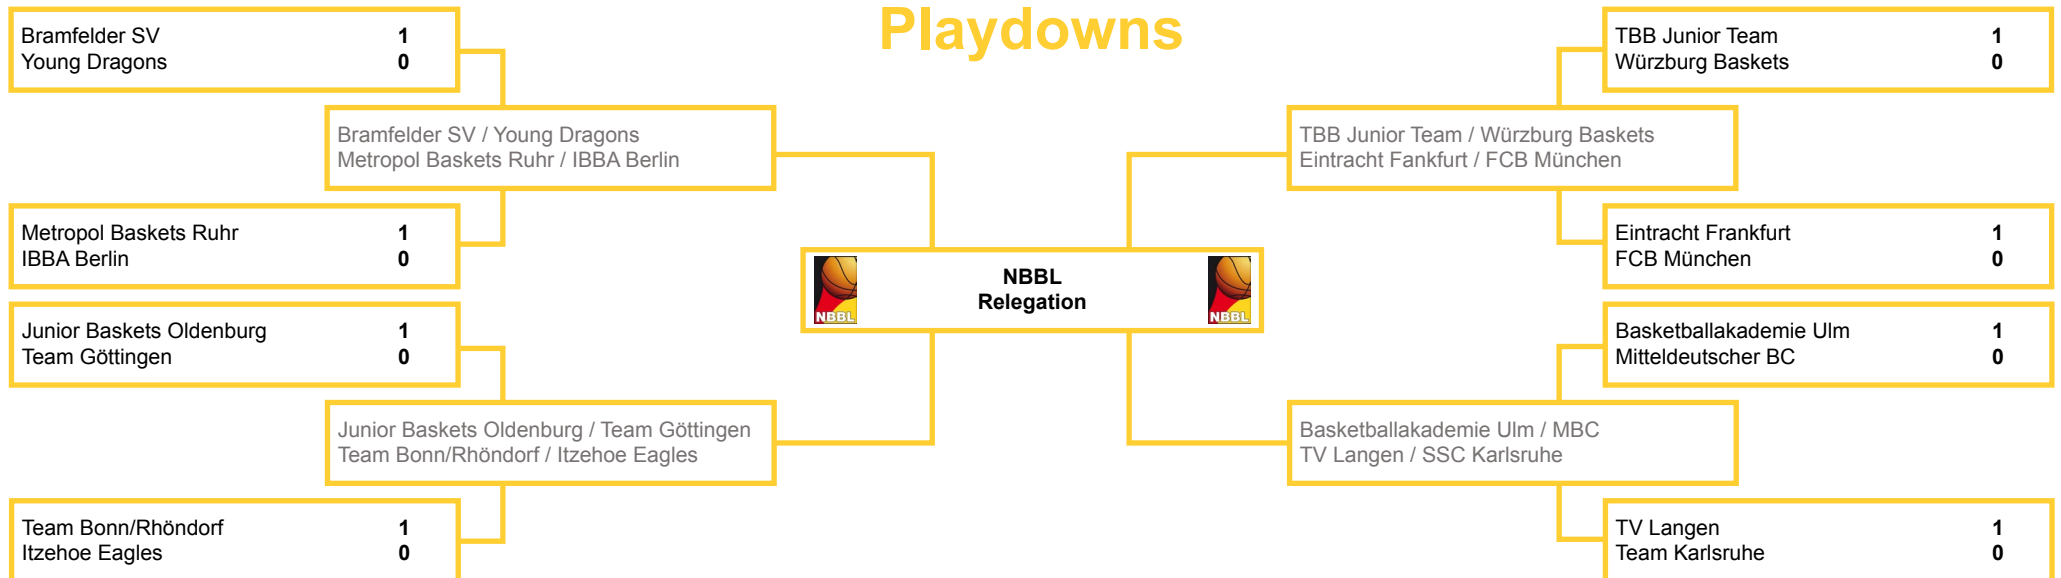 Playdowns
Bramfelder SV 1
Young Dragons 0
Bramfelder SV / Young Dragons
Metropol Baskets Ruhr / IBBA Berlin
Metropol Baskets Ruhr 1
IBBA Berlin 0
Junior Baskets Oldenburg 1
Team Göttingen 0
Junior Baskets Oldenburg / Team Göttingen
Team Bonn/Rhöndorf / Itzehoe Eagles
Team Bonn/Rhöndorf 1
Itzehoe Eagles 0
NBBL
NBBL
Relegation
NBBL
TBB Junior Team 1
Würzburg Baskets 0
TBB Junior Team / Würzburg Baskets
Eintracht Fankfurt / FCB München
Eintracht Frankfurt 1
FCB München 0
Basketballakademie Ulm 1
Mitteldeutscher BC 0
Basketballakademie Ulm / MBC
TV Langen / SSC Karlsruhe
TV Langen 1
Team Karlsruhe 0